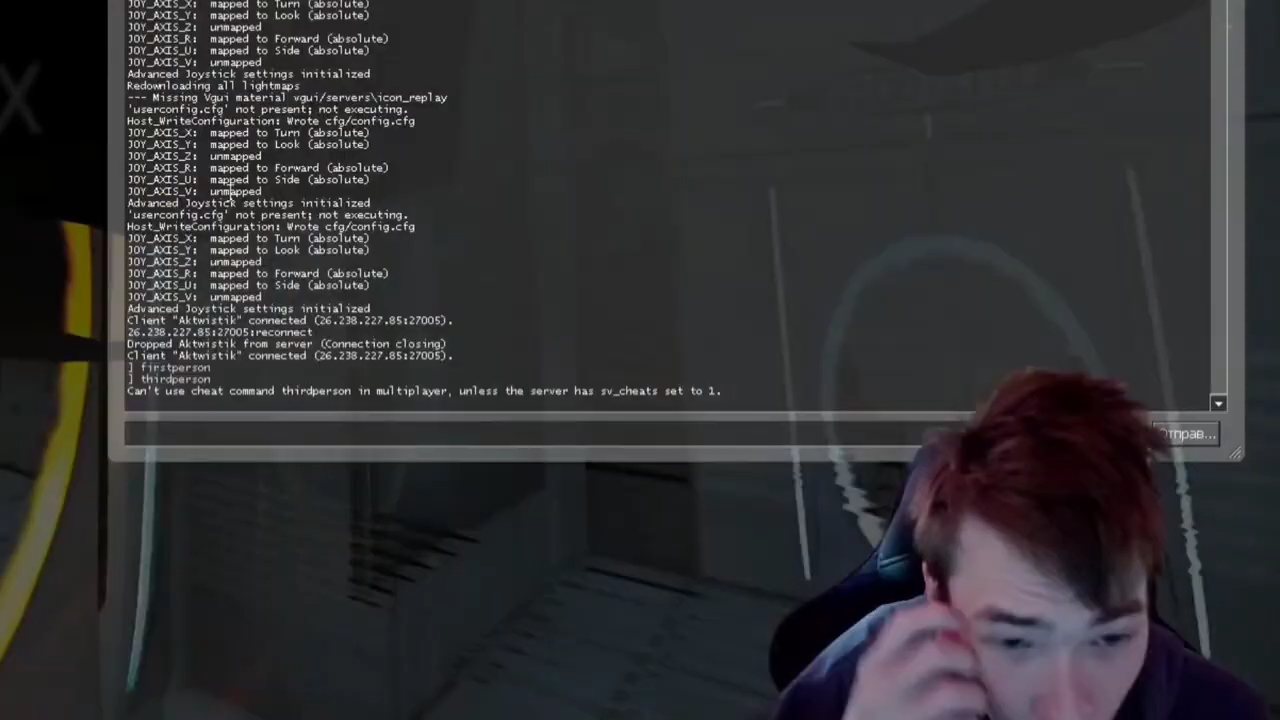 JOY_AXIS_X: mapped to Turn (absolute)
JOY_AXIS_Y: mapped to Look (absolute)
JOY_AXIS_Z: unmapped
JOY_AXIS_R: mapped to Forward (absolute)
JOY_AXIS_U: mapped to Side (absolute)
JOY_AXIS_V: unmapped
Advanced Joystick settings initialized
Redownloading all lightmaps
--- Missing Vgui material vgui/servers\icon_replay
'userconfig.cfg' not present; not executing.
Host_WriteConfiguration: Wrote cfg/config.cfg
JOY_AXIS_X: mapped to Turn (absolute)
JOY_AXIS_Y: mapped to Look (absolute)
JOY_AXIS_Z: unmapped
JOY_AXIS_R: mapped to Forward (absolute)
JOY_AXIS_U: mapped to Side (absolute)
JOY_AXIS_V: unmapped
Advanced Joystick settings initialized
'userconfig.cfg' not present; not executing.
Host_WriteConfiguration: Wrote cfg/config.cfg
JOY_AXIS_X: mapped to Turn (absolute)
JOY_AXIS_Y: mapped to Look (absolute)
JOY_AXIS_Z: unmapped
JOY_AXIS_R: mapped to Forward (absolute)
JOY_AXIS_U: mapped to Side (absolute)
JOY_AXIS_V: unmapped
Advanced Joystick settings initialized
Client "Aktwistik" connected (26.238.227.85:27005).
26.238.227.85:27005:reconnect
Dropped Aktwistik from server (Connection closing)
Client "Aktwistik" connected (26.238.227.85:27005).
] firstperson
] thirdperson
Can't use cheat command thirdperson in multiplayer, unless the server has sv_cheats set to 1.